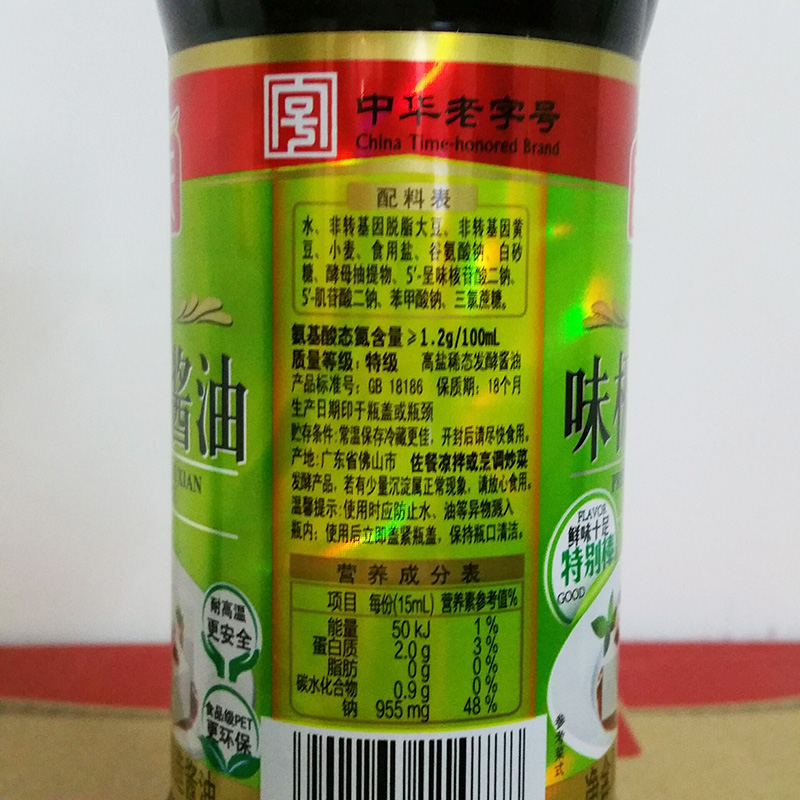 中华老字号
China Time-honored Brand
配料表
水、非转基因脱脂大豆、非转基因黄
豆、小麦、食用盐、谷氨酸钠、白砂
糖、酵母抽提物、5′-呈味核苷酸二钠、
5′-肌苷酸二钠、苯甲酸钠、三氯蔗糖。
氨基酸态氮含量≥1.2g/100mL
质量等级：特级 高盐稀态发酵酱油
产品标准号：GB 18186 保质期：18个月
生产日期印于瓶盖或瓶颈
贮存条件:常温保存冷藏更佳，开封后请尽快食用。
产地:广东省佛山市 佐餐凉拌或烹调炒菜
发酵产品，若有少量沉淀属正常现象，请放心食用。
温馨提示:使用时应防止水、油等异物溅入
瓶内；使用后立即盖紧瓶盖，保持瓶口清洁。
营养成分表
项目 每份(15mL) 营养素参考值%
能量 50 kJ 1%
蛋白质 2.0 g 3%
脂肪 0 g 0%
碳水化合物 0.9 g 0%
钠 955 mg 48%
酱油
XIAN
耐高温
更安全
食品级PET
更环保
酱油
味
FLAVOR
鲜味十足
特别棒
GOOD
参考菜式